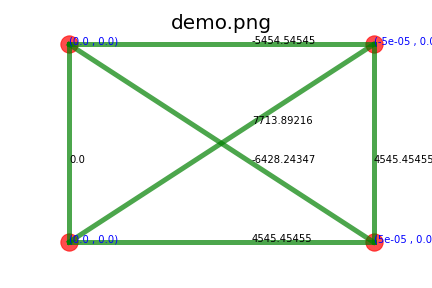 demo.png
(0.0 , 0.0)
-5454.54545
(-5e-05 , 0.0
7713.89216
0.0
-6428.24347
4545.45455
(0.0 , 0.0)
4545.45455
(5e-05 , 0.0